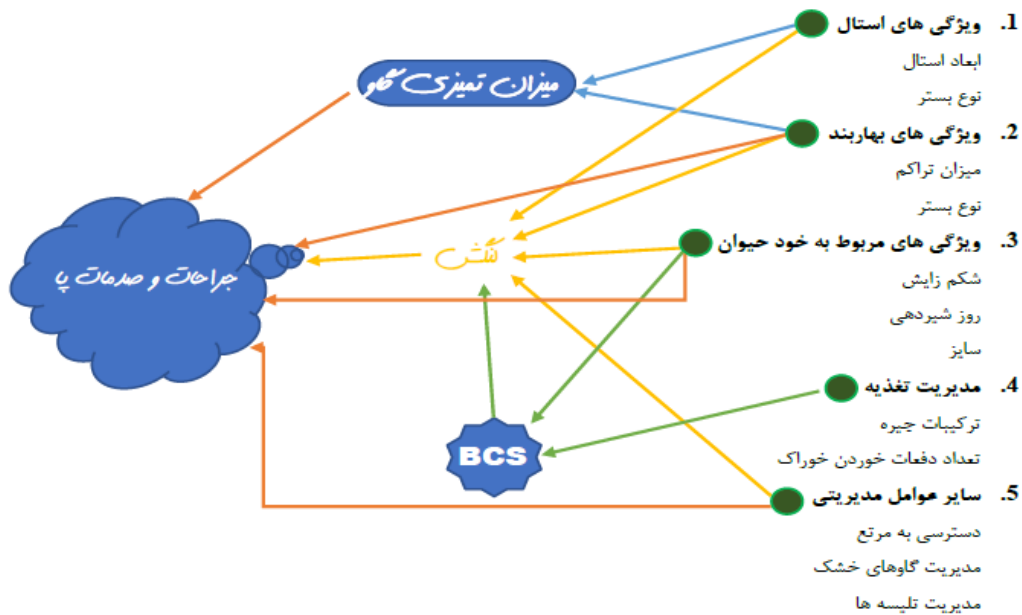 1. ویژگی های استال
ابعاد استال
نوع بستر
2. ویژگی های بهاربند
میزان تراکم
نوع بستر
3. ویژگی های مربوط به خود حیوان
شکم زایش
روز شیردهی
سایز
4. مدیریت تغذیه
ترکیبات جیره
تعداد دفعات خوردن خوراک
5. سایر عوامل مدیریتی
دسترسی به مرتع
مدیریت گاوهای خشک
مدیریت تلیسه ها
میزان تمیزی گاو
لنگش
جراحات و صدمات پا
BCS